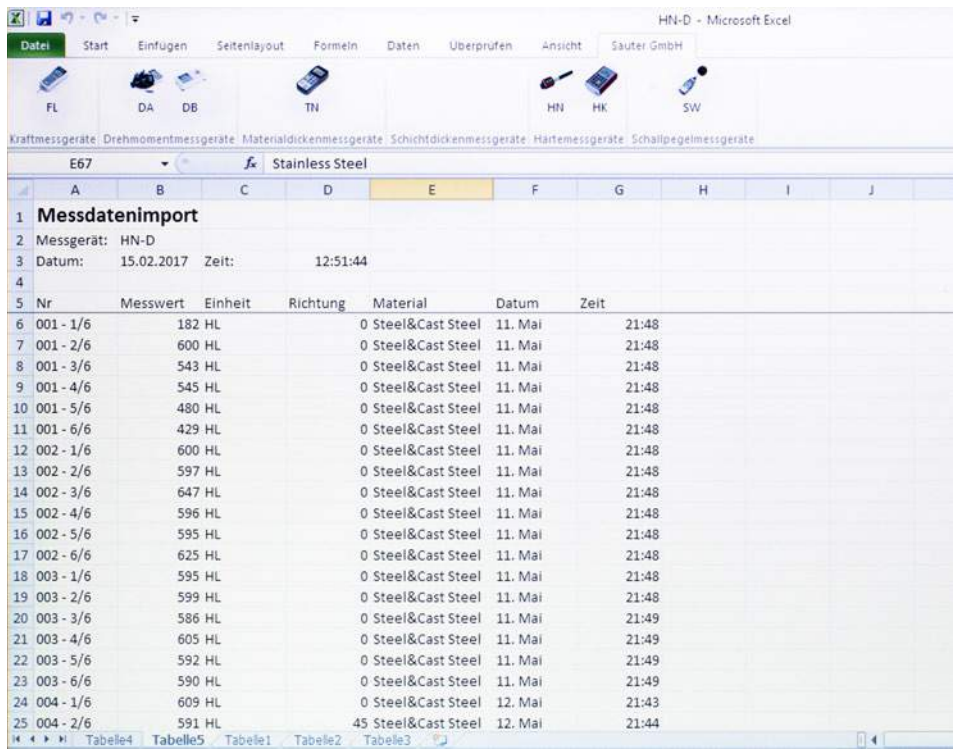 HN-D - Microsoft Excel
Datei Start Einfügen Seitenlayout Formeln Daten Überprüfen Ansicht Sauter GmbH
FL DA DB TN HN HK SW
Kraftmessgeräte Drehmomentmessgeräte Materialdickenmessgeräte Schichtdickenmessgeräte Härtemessgeräte Schallpegelmessgeräte
E67 fx Stainless Steel
A B C D E F G H I J
1 Messdatenimport
2 Messgerät: HN-D
3 Datum: 15.02.2017 Zeit: 12:51:44
4
5 Nr Messwert Einheit Richtung Material Datum Zeit
6 001 - 1/6 182 HL 0 Steel&Cast Steel 11. Mai 21:48
7 001 - 2/6 600 HL 0 Steel&Cast Steel 11. Mai 21:48
8 001 - 3/6 543 HL 0 Steel&Cast Steel 11. Mai 21:48
9 001 - 4/6 545 HL 0 Steel&Cast Steel 11. Mai 21:48
10 001 - 5/6 480 HL 0 Steel&Cast Steel 11. Mai 21:48
11 001 - 6/6 429 HL 0 Steel&Cast Steel 11. Mai 21:48
12 002 - 1/6 600 HL 0 Steel&Cast Steel 11. Mai 21:48
13 002 - 2/6 597 HL 0 Steel&Cast Steel 11. Mai 21:48
14 002 - 3/6 647 HL 0 Steel&Cast Steel 11. Mai 21:48
15 002 - 4/6 596 HL 0 Steel&Cast Steel 11. Mai 21:48
16 002 - 5/6 595 HL 0 Steel&Cast Steel 11. Mai 21:48
17 002 - 6/6 625 HL 0 Steel&Cast Steel 11. Mai 21:48
18 003 - 1/6 595 HL 0 Steel&Cast Steel 11. Mai 21:48
19 003 - 2/6 599 HL 0 Steel&Cast Steel 11. Mai 21:48
20 003 - 3/6 586 HL 0 Steel&Cast Steel 11. Mai 21:49
21 003 - 4/6 605 HL 0 Steel&Cast Steel 11. Mai 21:49
22 003 - 5/6 592 HL 0 Steel&Cast Steel 11. Mai 21:49
23 003 - 6/6 590 HL 0 Steel&Cast Steel 11. Mai 21:49
24 004 - 1/6 609 HL 0 Steel&Cast Steel 12. Mai 21:43
25 004 - 2/6 591 HL 45 Steel&Cast Steel 12. Mai 21:44
Tabelle4 Tabelle5 Tabelle1 Tabelle2 Tabelle3